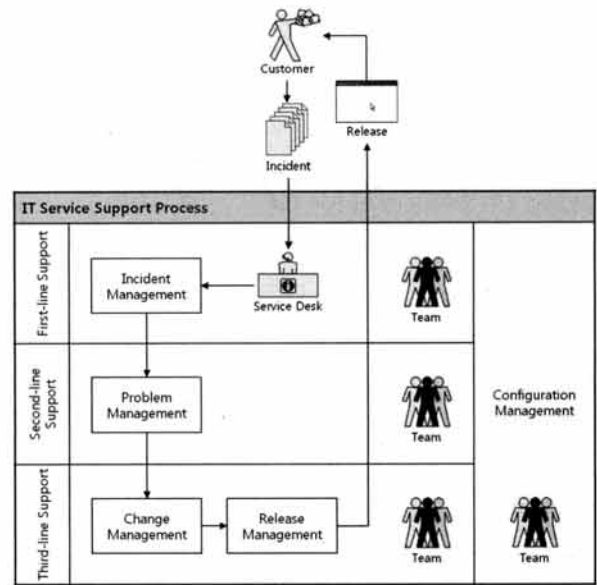 Customer
Incident
Release
IT Service Support Process
First-line Support
Incident
Management
Service Desk
Team
Second-line
Support
Problem
Management
Team
Configuration
Management
Third-line Support
Change
Management
Release
Management
Team
Team